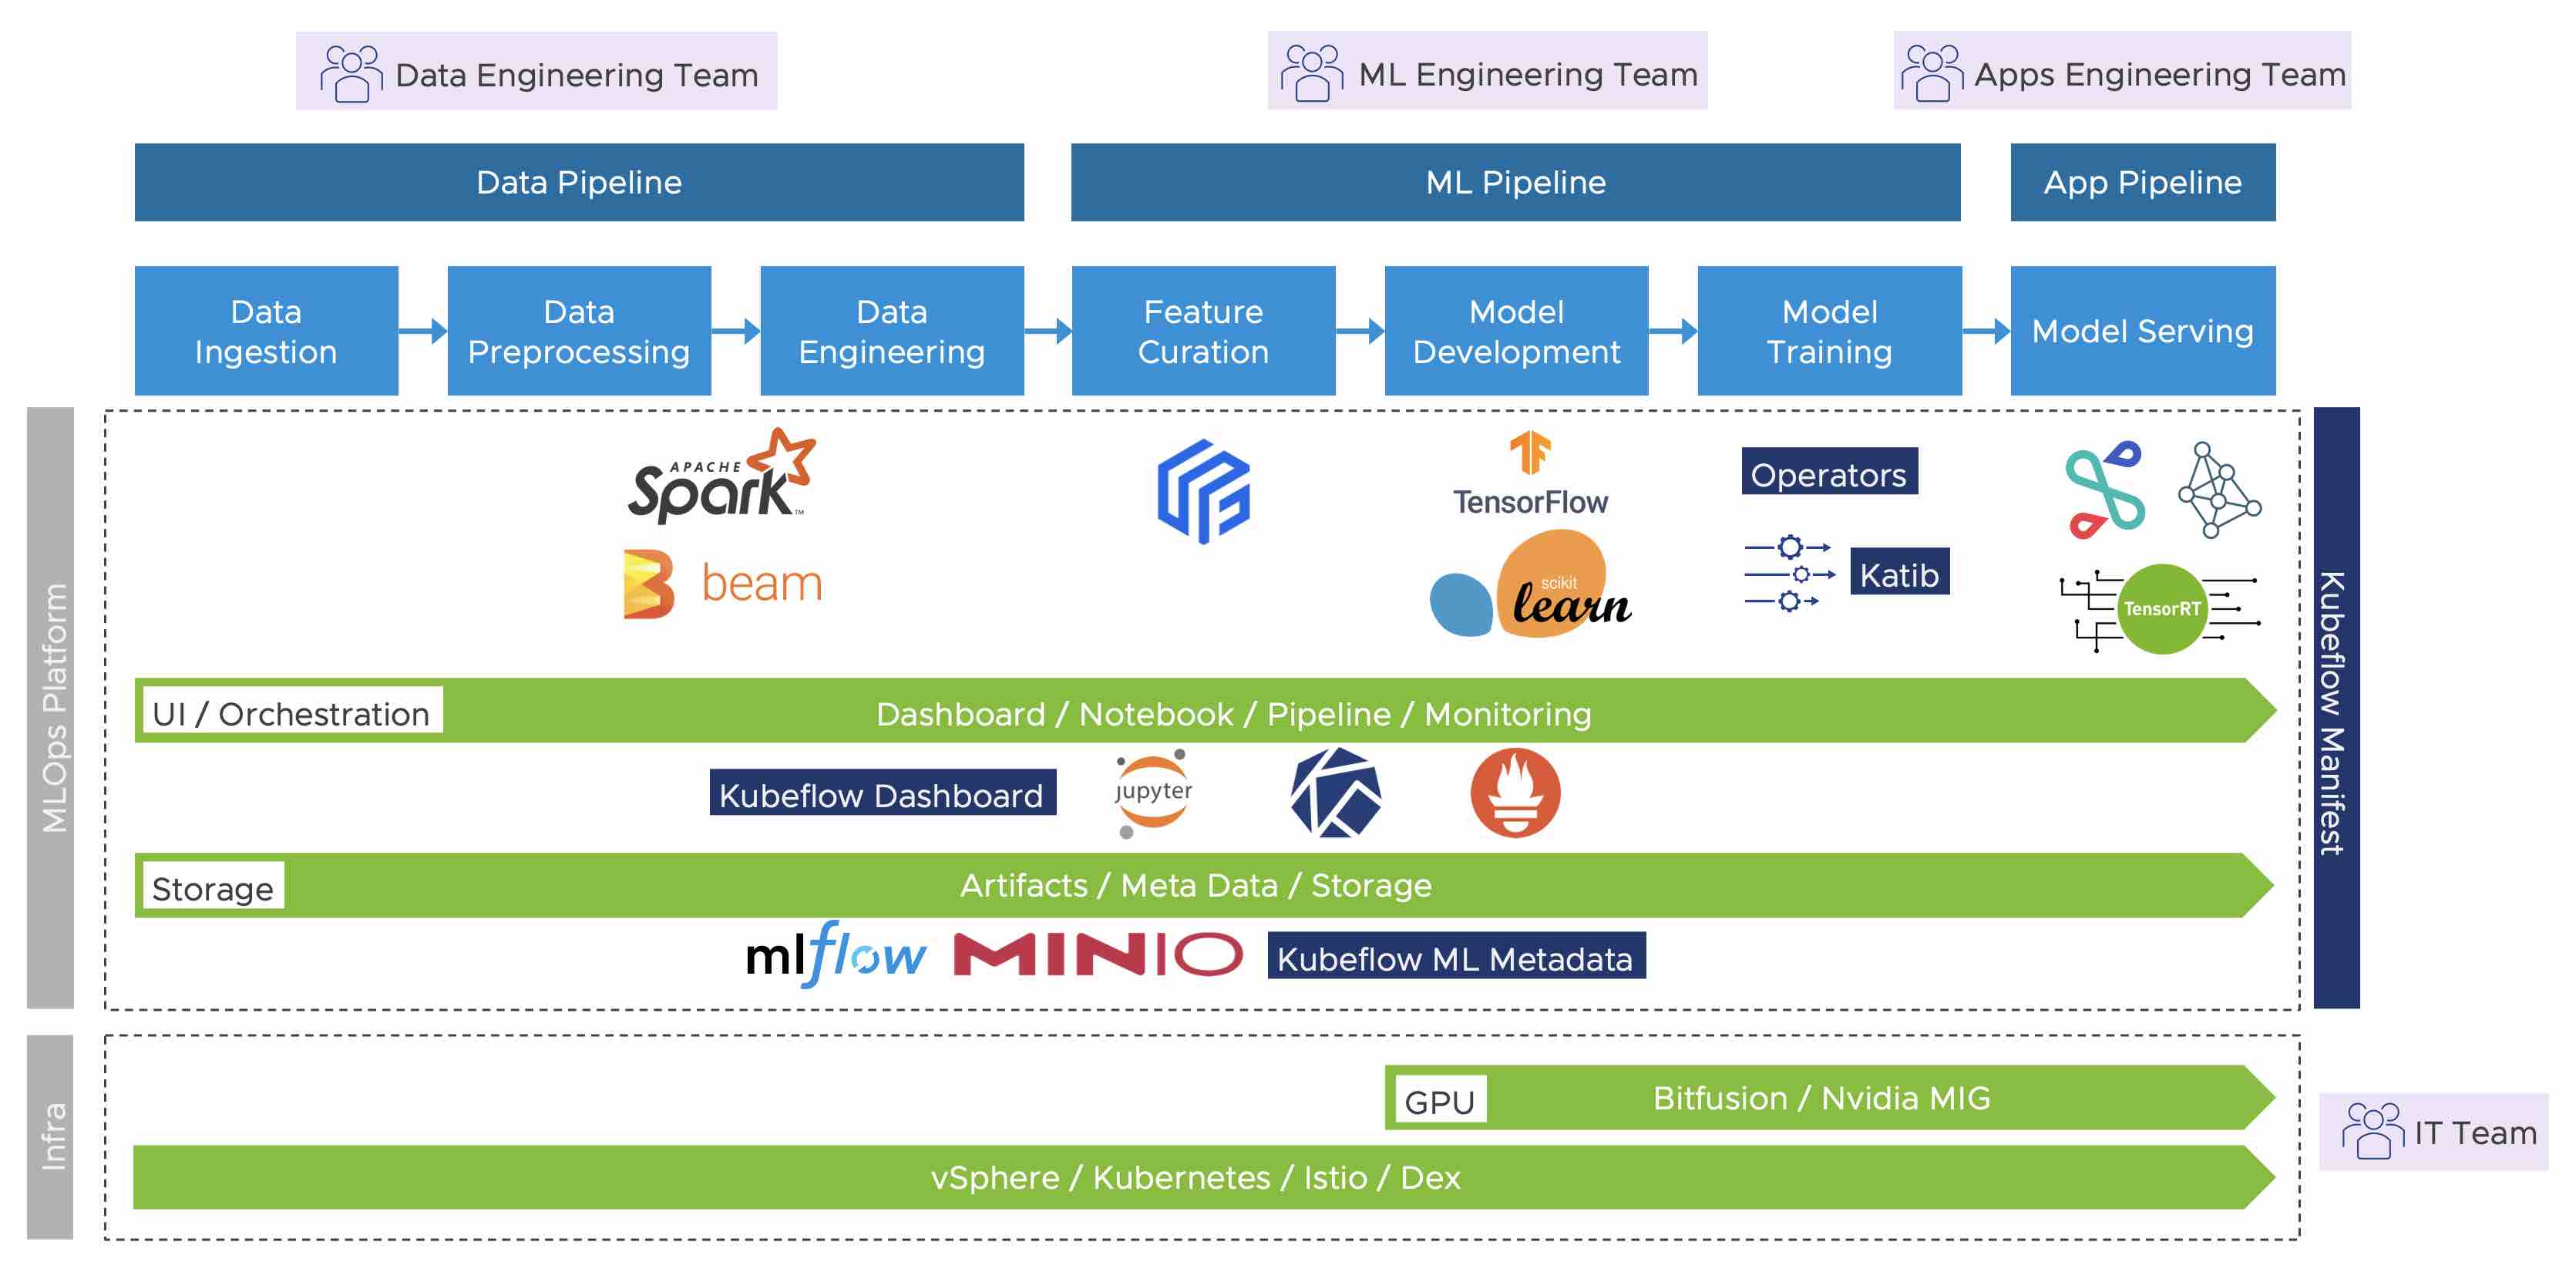 Data Engineering Team
ML Engineering Team
Apps Engineering Team
Data Pipeline
ML Pipeline
App Pipeline
Data
Ingestion
Data
Preprocessing
Data
Engineering
Feature
Curation
Model
Development
Model
Training
Model Serving
MLOps Platform
APACHE
Spark™
beam
TensorFlow
scikit
learn
Operators
Katib
TensorRT
Kubeflow Manifest
UI / Orchestration
Dashboard / Notebook / Pipeline / Monitoring
Kubeflow Dashboard
jupyter
Storage
Artifacts / Meta Data / Storage
mlflow
MINIO
Kubeflow ML Metadata
Infra
GPU
Bitfusion / Nvidia MIG
IT Team
vSphere / Kubernetes / Istio / Dex